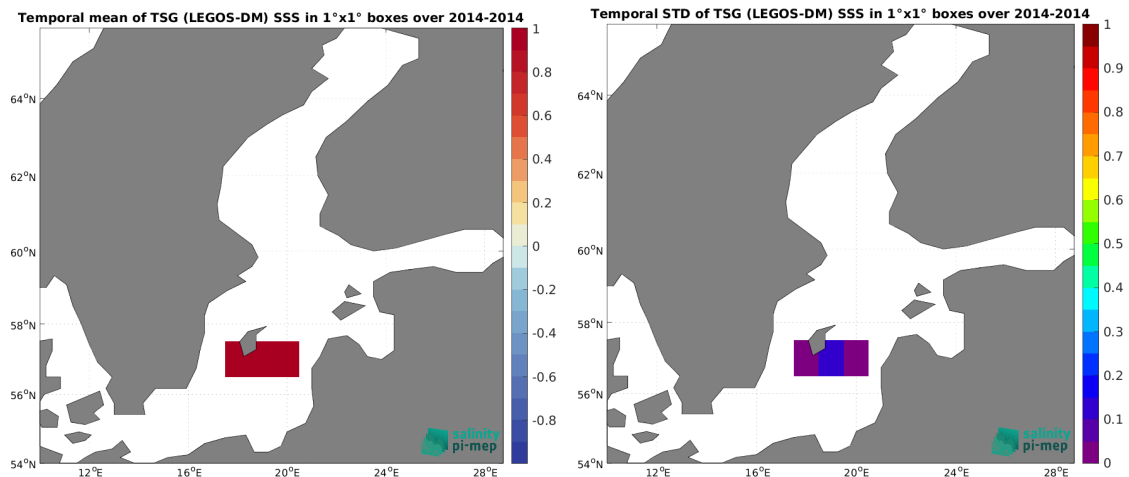 Temporal mean of TSG (LEGOS-DM) SSS in 1°x1° boxes over 2014-2014
64°N
62°N
60°N
58°N
56°N
54°N
12°E
16°E
20°E
24°E
28°E
1
0.8
0.6
0.4
0.2
0
-0.2
-0.4
-0.6
-0.8
salinity
pi-mep
Temporal STD of TSG (LEGOS-DM) SSS in 1°x1° boxes over 2014-2014
64°N
62°N
60°N
58°N
56°N
54°N
12°E
16°E
20°E
24°E
28°E
1
0.9
0.8
0.7
0.6
0.5
0.4
0.3
0.2
0.1
0
salinity
pi-mep